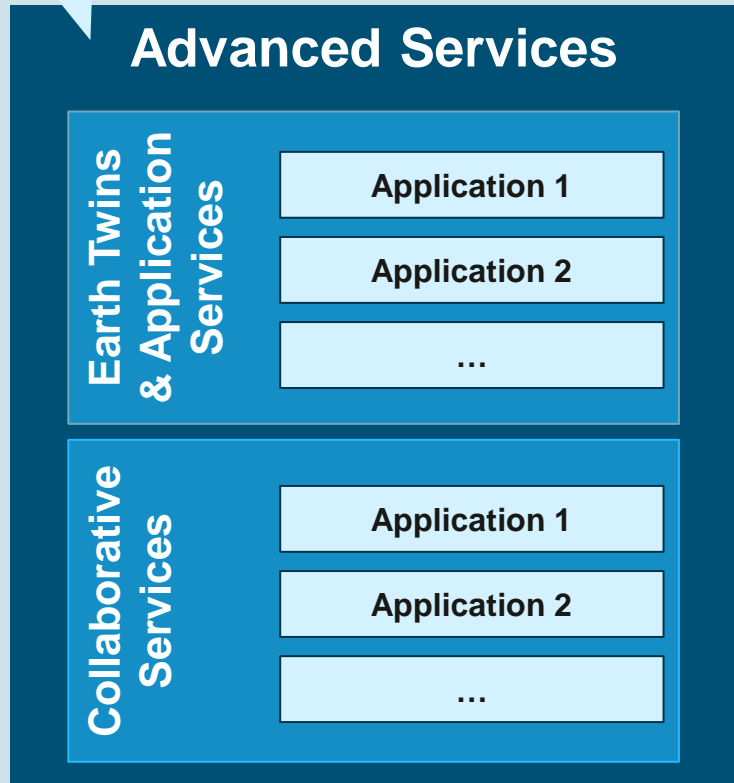 Advanced Services
Earth Twins
& Application
Services
Application 1
Application 2
…
Collaborative
Services
Application 1
Application 2
…